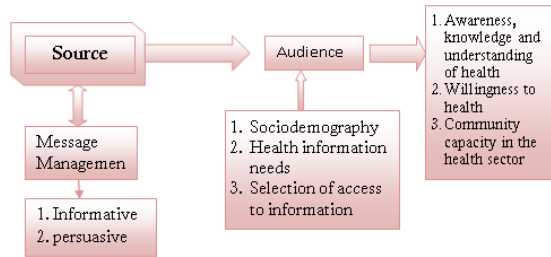 Source
Audience
1. Awareness,
knowledge and
understanding
of health
2. Willingness to
health
3. Community
capacity in the
health sector
Message
Managemen
1. Sociodemography
2. Health information
needs
3. Selection of access
to information
1. Informative
2. persuasive